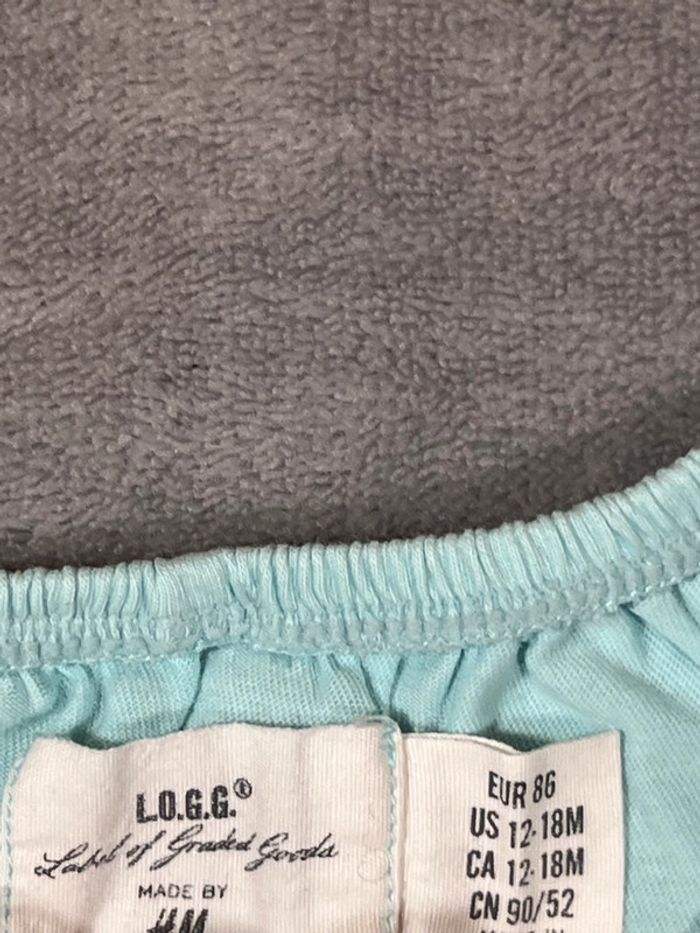 L.O.G.G.®
Label of Graded Goods
MADE BY
H&M
EUR 86
US 12-18M
CA 12-18M
CN 90/52